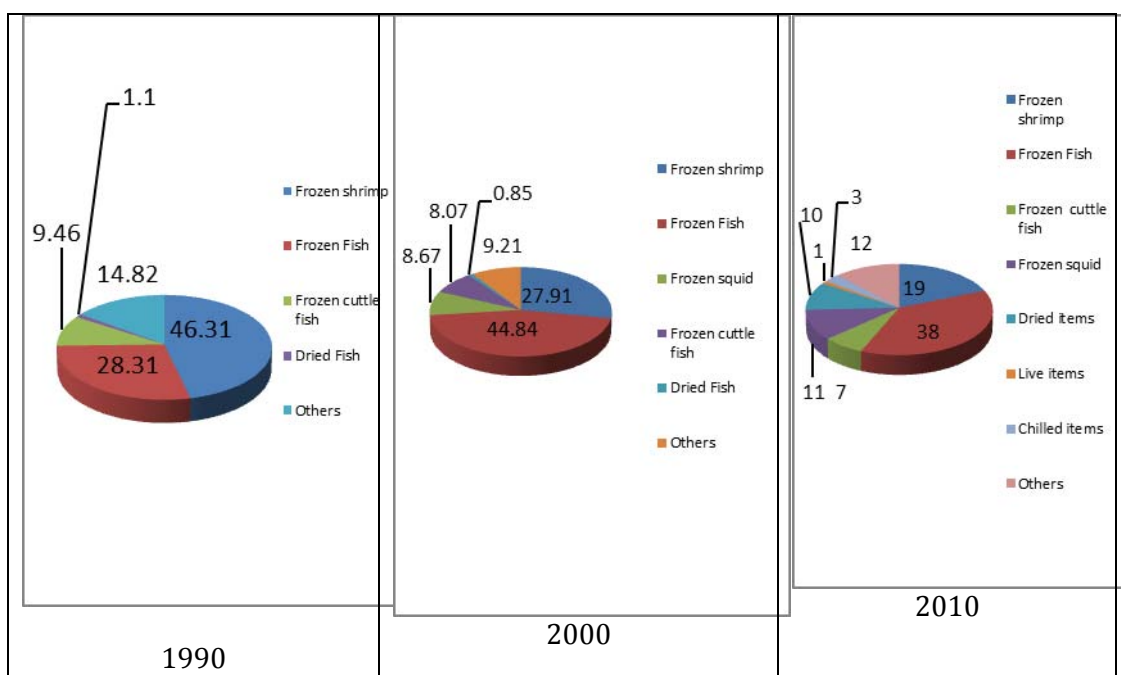 1.1
9.46
14.82
46.31
28.31
Frozen shrimp
Frozen Fish
Frozen cuttle
fish
Dried Fish
Others
1990
0.85
8.07
9.21
8.67
27.91
44.84
Frozen shrimp
Frozen Fish
Frozen squid
Frozen cuttle
fish
Dried Fish
Others
2000
3
10
12
1
19
38
11
7
Frozen
shrimp
Frozen Fish
Frozen cuttle
fish
Frozen squid
Dried items
Live items
Chilled items
Others
2010